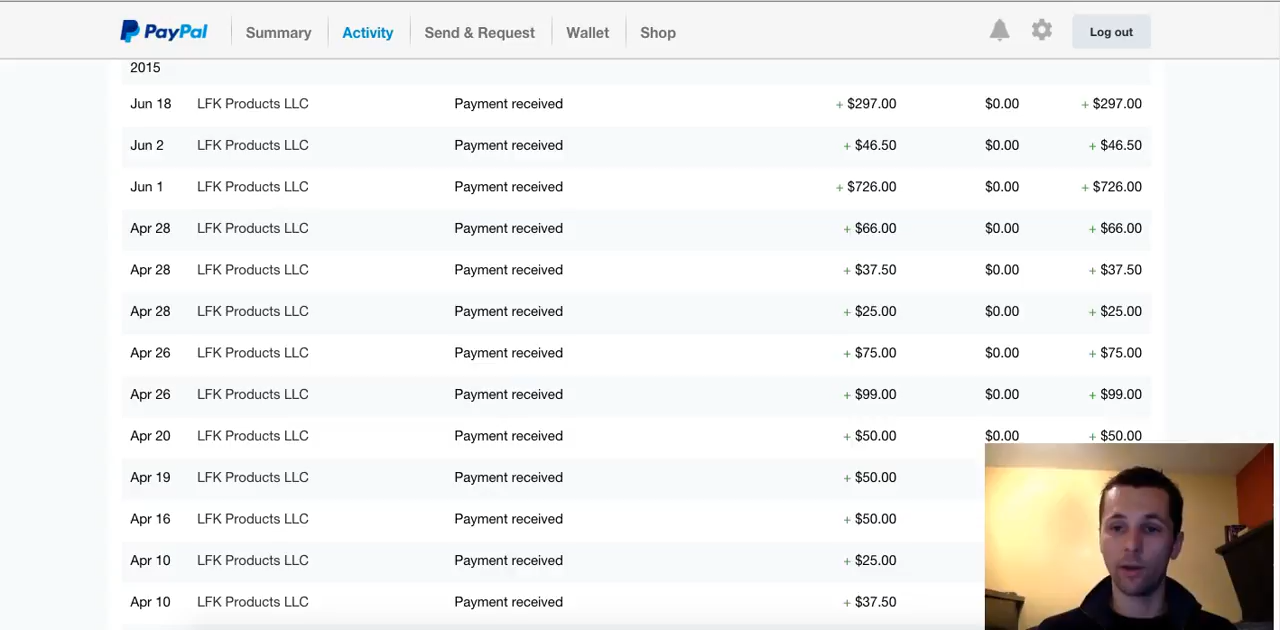 PayPal Summary Activity Send & Request Wallet Shop Log out
2015
Jun 18 LFK Products LLC Payment received + $297.00 $0.00 + $297.00
Jun 2 LFK Products LLC Payment received + $46.50 $0.00 + $46.50
Jun 1 LFK Products LLC Payment received + $726.00 $0.00 + $726.00
Apr 28 LFK Products LLC Payment received + $66.00 $0.00 + $66.00
Apr 28 LFK Products LLC Payment received + $37.50 $0.00 + $37.50
Apr 28 LFK Products LLC Payment received + $25.00 $0.00 + $25.00
Apr 26 LFK Products LLC Payment received + $75.00 $0.00 + $75.00
Apr 26 LFK Products LLC Payment received + $99.00 $0.00 + $99.00
Apr 20 LFK Products LLC Payment received + $50.00 $0.00 + $50.00
Apr 19 LFK Products LLC Payment received + $50.00
Apr 16 LFK Products LLC Payment received + $50.00
Apr 10 LFK Products LLC Payment received + $25.00
Apr 10 LFK Products LLC Payment received + $37.50